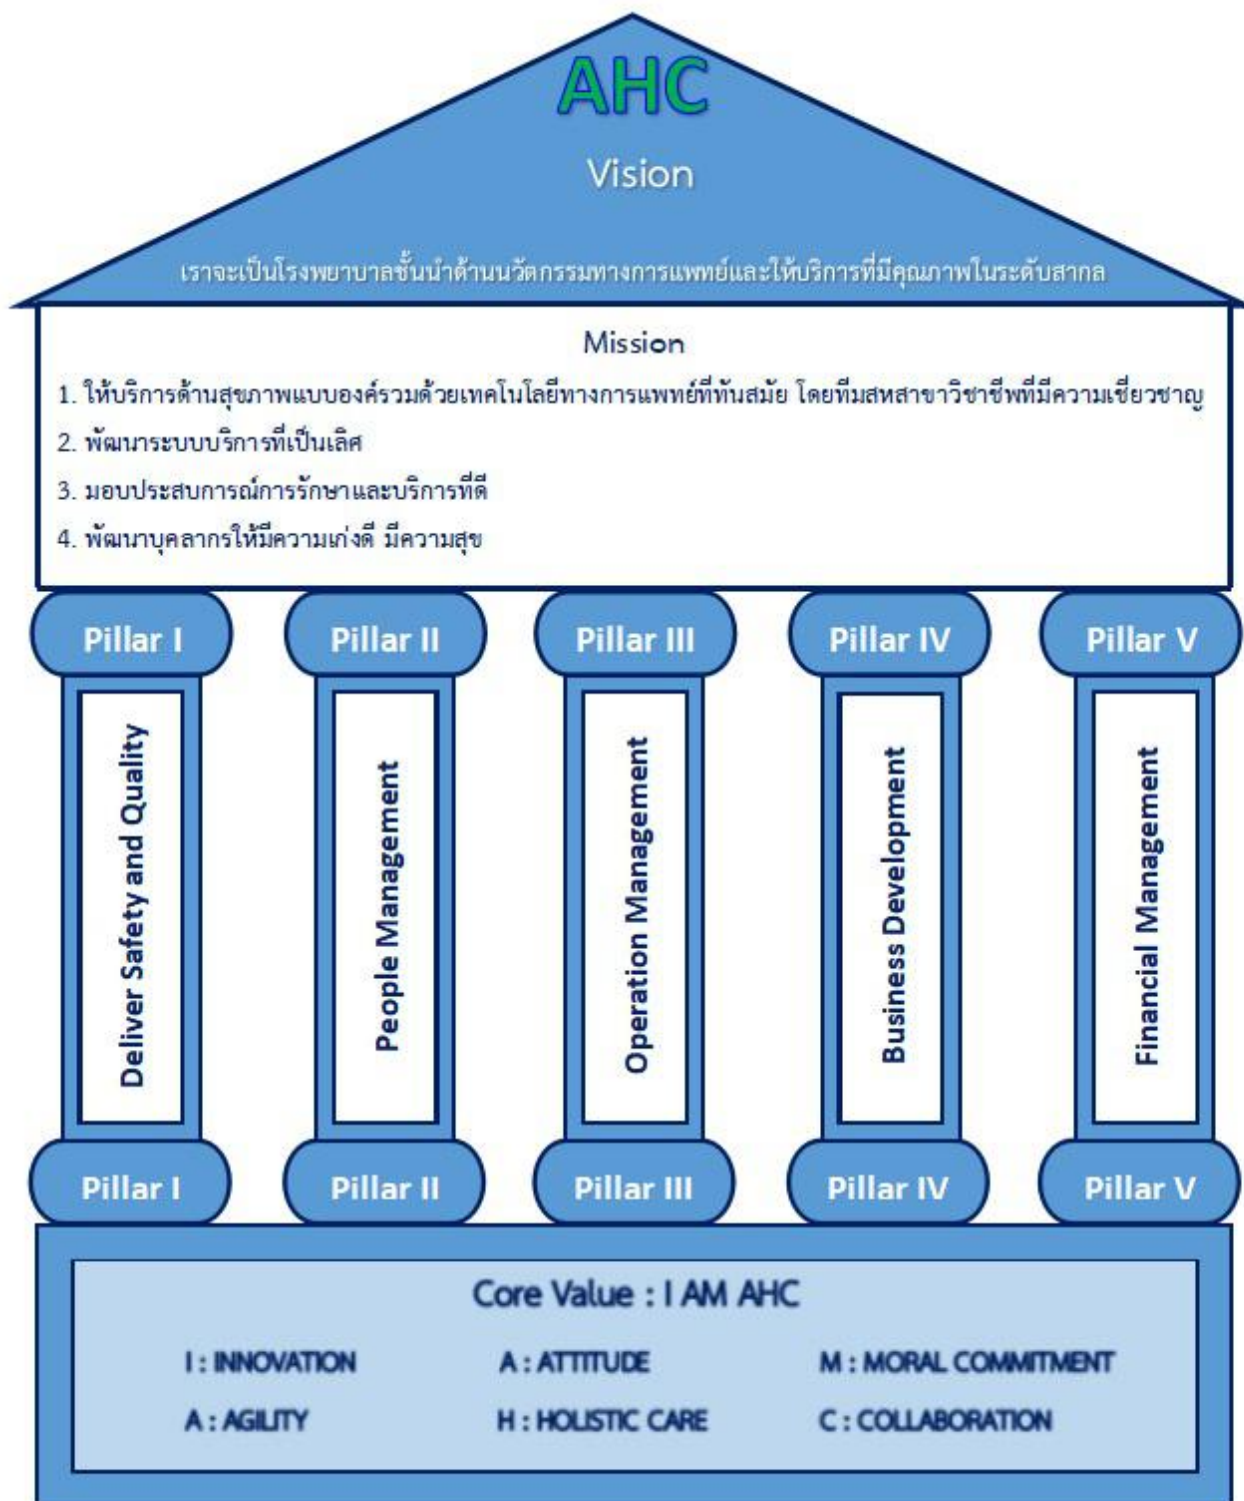 AHC
Vision
เราจะเป็นโรงพยาบาลชั้นนำด้านนวัตกรรมทางการแพทย์และให้บริการที่มีคุณภาพในระดับสากล
Mission
1. ให้บริการด้านสุขภาพแบบองค์รวมด้วยเทคโนโลยีทางการแพทย์ที่ทันสมัย โดยทีมสหสาขาวิชาชีพที่มีความเชี่ยวชาญ
2. พัฒนาระบบบริการที่เป็นเลิศ
3. มอบประสบการณ์การรักษาและบริการที่ดี
4. พัฒนาบุคลากรให้มีความเก่งดี มีความสุข
Pillar I Pillar II Pillar III Pillar IV Pillar V
Deliver Safety and Quality
People Management
Operation Management
Business Development
Financial Management
Pillar I Pillar II Pillar III Pillar IV Pillar V
Core Value : I AM AHC
I : INNOVATION A : ATTITUDE M : MORAL COMMITMENT
A : AGILITY H : HOLISTIC CARE C : COLLABORATION